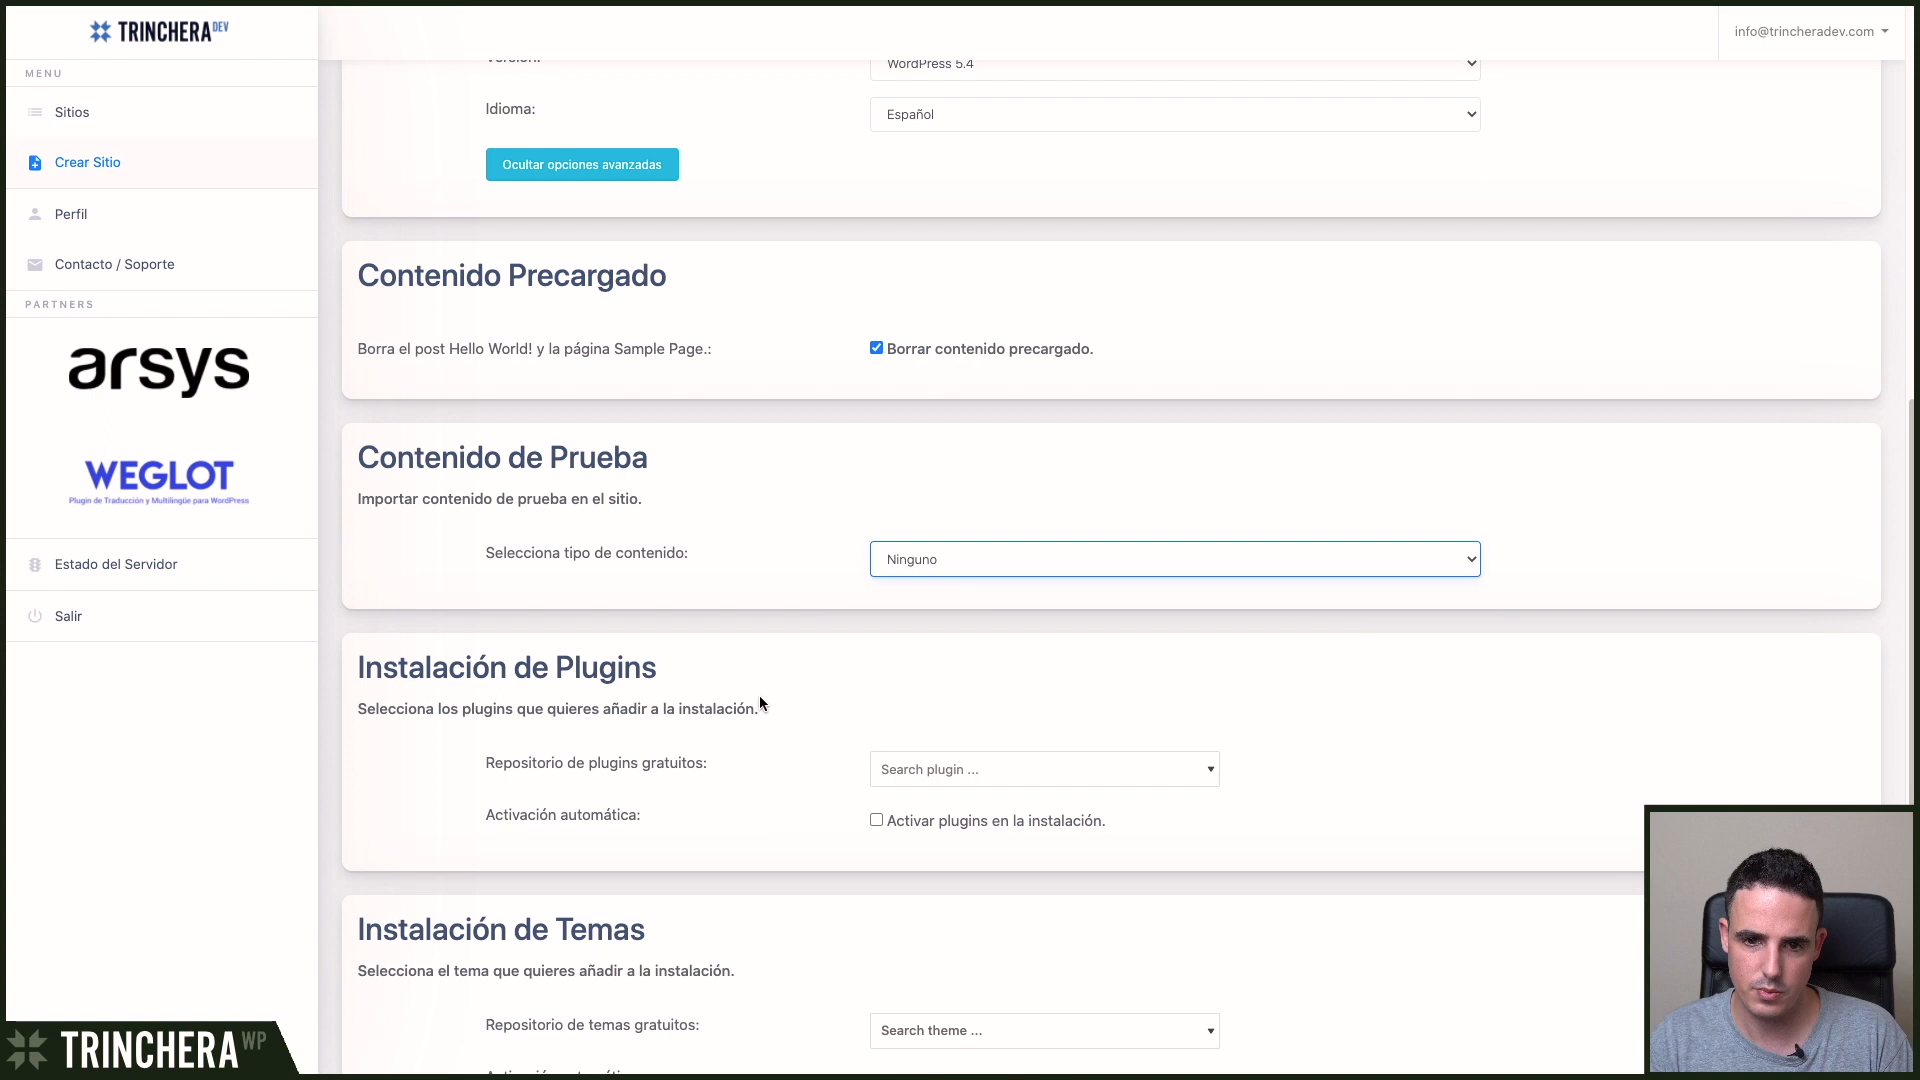 TRINCHERA DEV
info@trincheradev.com
MENU
Sitios
Crear Sitio
Perfil
Contacto / Soporte
PARTNERS
arsys
WEGLOT
Plugin de Traducción y Multilingüe para WordPress
Estado del Servidor
Salir
Versión:
WordPress 5.4
Idioma:
Español
Ocultar opciones avanzadas
Contenido Precargado
Borra el post Hello World! y la página Sample Page.:
Borrar contenido precargado.
Contenido de Prueba
Importar contenido de prueba en el sitio.
Selecciona tipo de contenido:
Ninguno
Instalación de Plugins
Selecciona los plugins que quieres añadir a la instalación.
Repositorio de plugins gratuitos:
Search plugin ...
Activación automática:
Activar plugins en la instalación.
Instalación de Temas
Selecciona el tema que quieres añadir a la instalación.
Repositorio de temas gratuitos:
Search theme ...
TRINCHERA WP